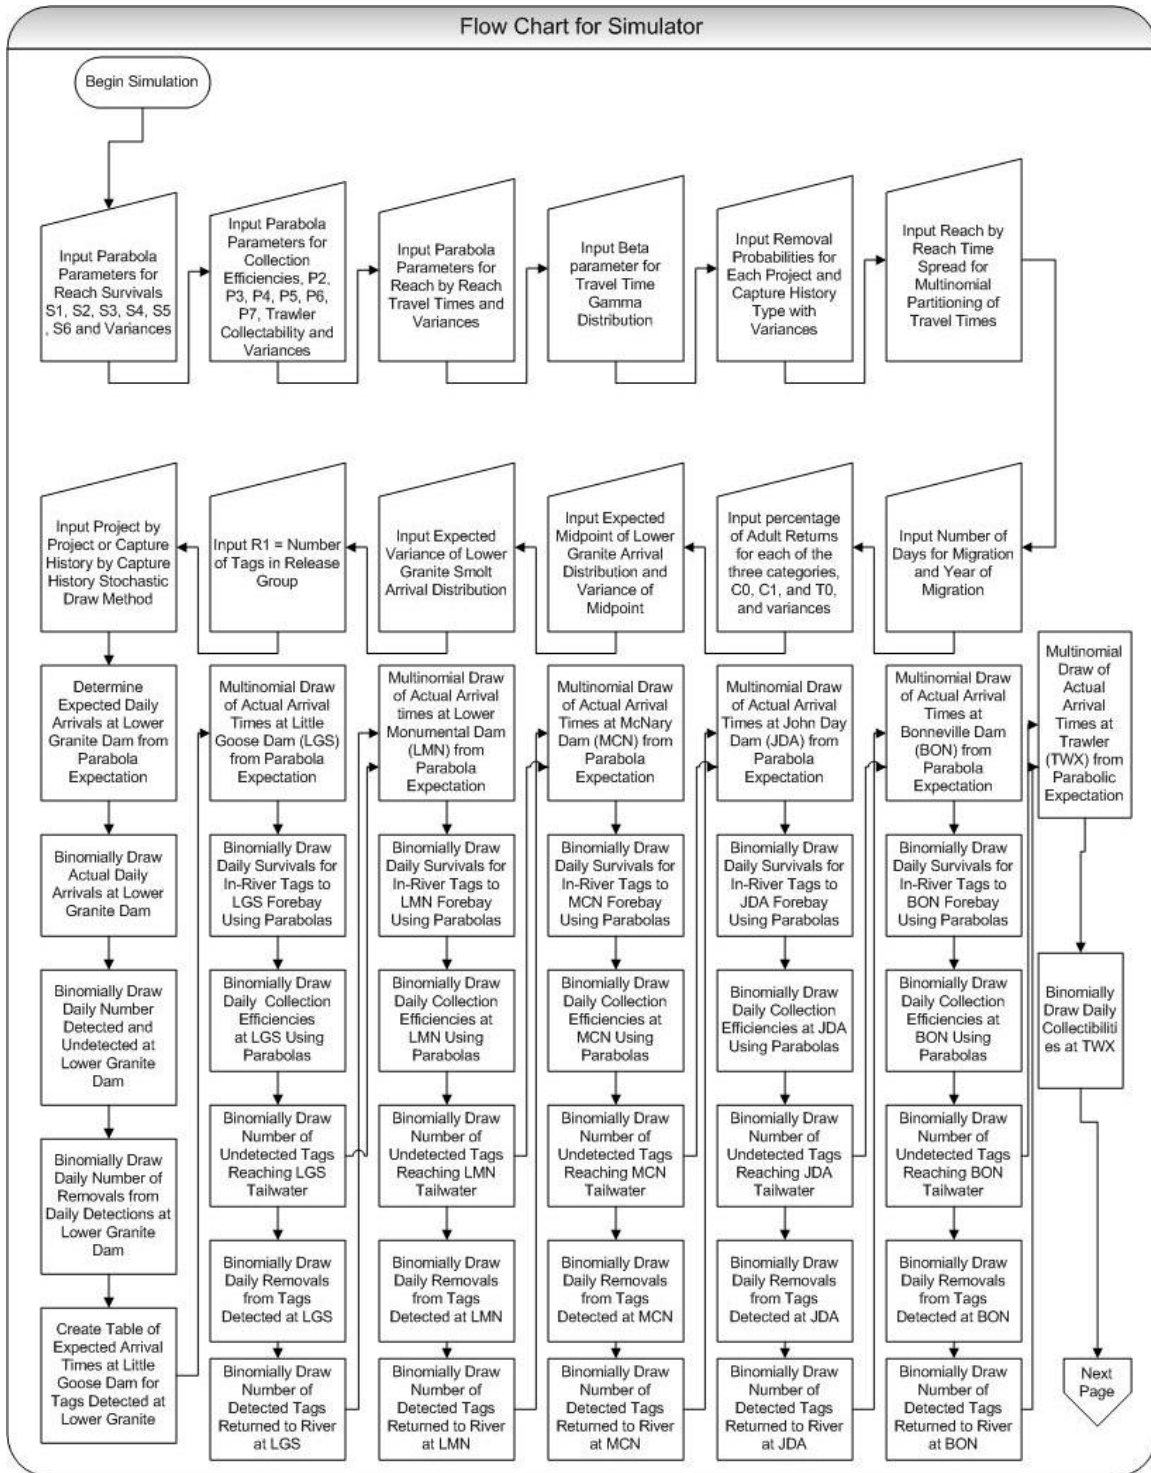 Flow Chart for Simulator
Begin Simulation
Input Parabola
Parameters for
Reach Survivals
S1, S2, S3, S4, S5
, S6 and Variances
Input Parabola
Parameters for
Collection
Efficiencies, P2,
P3, P4, P5, P6,
P7, Trawler
Collectability and
Variances
Input Parabola
Parameters for
Reach by Reach
Travel Times and
Variances
Input Beta
parameter for
Travel Time
Gamma
Distribution
Input Removal
Probabilities for
Each Project and
Capture History
Type with
Variances
Input Reach by
Reach Time
Spread for
Multinomial
Partitioning of
Travel Times
Input Project by
Project or Capture
History by Capture
History Stochastic
Draw Method
Input R1 = Number
of Tags in Release
Group
Input Expected
Variance of Lower
Granite Smolt
Arrival Distribution
Input Expected
Midpoint of Lower
Granite Arrival
Distribution and
Variance of
Midpoint
Input percentage
of Adult Returns
for each of the
three categories,
C0, C1, and T0,
and variances
Input Number of
Days for Migration
and Year of
Migration
Determine
Expected Daily
Arrivals at Lower
Granite Dam from
Parabola
Expectation
Multinomial Draw
of Actual Arrival
Times at Little
Goose Dam (LGS)
from Parabola
Expectation
Multinomial Draw
of Actual Arrival
times at Lower
Monumental Dam
(LMN) from
Parabola
Expectation
Multinomial Draw
of Actual Arrival
Times at McNary
Dam (MCN) from
Parabola
Expectation
Multinomial Draw
of Actual Arrival
Times at John Day
Dam (JDA) from
Parabola
Expectation
Multinomial Draw
of Actual Arrival
Times at
Bonneville Dam
(BON) from
Parabola
Expectation
Multinomial
Draw of
Actual
Arrival
Times at
Trawler
(TWX) from
Parabolic
Expectation
Binomially Draw
Actual Daily
Arrivals at Lower
Granite Dam
Binomially Draw
Daily Survivals for
In-River Tags to
LGS Forebay
Using Parabolas
Binomially Draw
Daily Survivals for
In-River Tags to
LMN Forebay
Using Parabolas
Binomially Draw
Daily Survivals for
In-River Tags to
MCN Forebay
Using Parabolas
Binomially Draw
Daily Survivals for
In-River Tags to
JDA Forebay
Using Parabolas
Binomially Draw
Daily Survivals for
In-River Tags to
BON Forebay
Using Parabolas
Binomially Draw
Daily Number
Detected and
Undetected at
Lower Granite
Dam
Binomially Draw
Daily Collection
Efficiencies
at LGS Using
Parabolas
Binomially Draw
Daily Collection
Efficiencies at
LMN Using
Parabolas
Binomially Draw
Daily Collection
Efficiencies at
MCN Using
Parabolas
Binomially Draw
Daily Collection
Efficiencies at JDA
Using Parabolas
Binomially Draw
Daily Collection
Efficiencies at
BON Using
Parabolas
Binomially
Draw Daily
Collectibiliti
es at TWX
Binomially Draw
Daily Number of
Removals from
Daily Detections at
Lower Granite
Dam
Binomially Draw
Number of
Undetected Tags
Reaching LGS
Tailwater
Binomially Draw
Number of
Undetected Tags
Reaching LMN
Tailwater
Binomially Draw
Number of
Undetected Tags
Reaching MCN
Tailwater
Binomially Draw
Number of
Undetected Tags
Reaching JDA
Tailwater
Binomially Draw
Number of
Undetected Tags
Reaching BON
Tailwater
Create Table of
Expected Arrival
Times at Little
Goose Dam for
Tags Detected at
Lower Granite
Binomially Draw
Daily Removals
from Tags
Detected at LGS
Binomially Draw
Daily Removals
from Tags
Detected at LMN
Binomially Draw
Daily Removals
from Tags
Detected at MCN
Binomially Draw
Daily Removals
from Tags
Detected at JDA
Binomially Draw
Daily Removals
from Tags
Detected at BON
Binomially Draw
Number of
Detected Tags
Returned to River
at LGS
Binomially Draw
Number of
Detected Tags
Returned to River
at LMN
Binomially Draw
Number of
Detected Tags
Returned to River
at MCN
Binomially Draw
Number of
Detected Tags
Returned to River
at JDA
Binomially Draw
Number of
Detected Tags
Returned to River
at BON
Next
Page